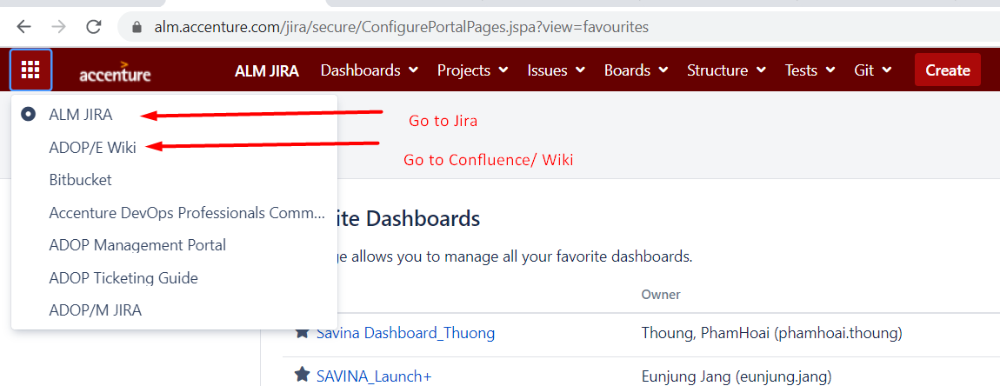 alm.accenture.com/jira/secure/ConfigurePortalPages.jspa?view=favourites
accenture ALM JIRA Dashboards Projects Issues Boards Structure Tests Git Create
ALM JIRA
Go to Jira
ADOP/E Wiki
Go to Confluence/ Wiki
Bitbucket
Accenture DevOps Professionals Comm...
ite Dashboards
ADOP Management Portal
ge allows you to manage all your favorite dashboards.
ADOP Ticketing Guide
Owner
ADOP/M JIRA
Savina Dashboard_Thuong Thoung, PhamHoai (phamhoai.thoung)
SAVINA_Launch+ Eunjung Jang (eunjung.jang)